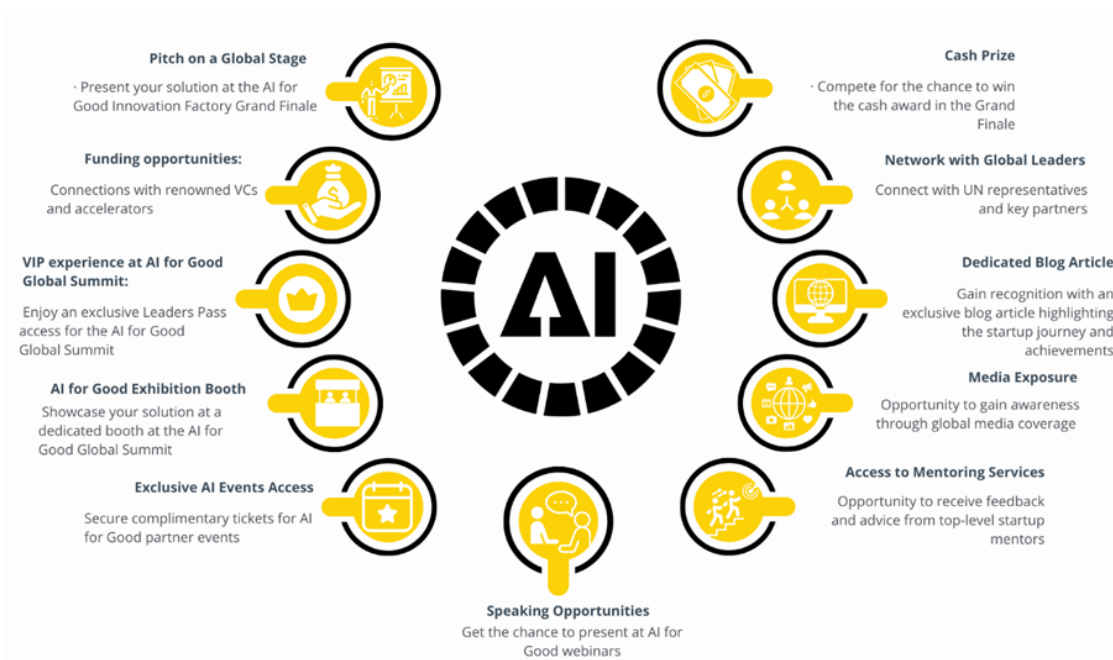 Pitch on a Global Stage
· Present your solution at the AI for
Good Innovation Factory Grand Finale
Funding opportunities:
Connections with renowned VCs
and accelerators
VIP experience at AI for Good
Global Summit:
Enjoy an exclusive Leaders Pass
access for the AI for Good
Global Summit
AI for Good Exhibition Booth
Showcase your solution at a
dedicated booth at the AI for
Good Global Summit
Exclusive AI Events Access
Secure complimentary tickets for AI
for Good partner events
AI
Speaking Opportunities
Get the chance to present at AI for
Good webinars
Cash Prize
· Compete for the chance to win
the cash award in the Grand
Finale
Network with Global Leaders
Connect with UN representatives
and key partners
Dedicated Blog Article
Gain recognition with an
exclusive blog article highlighting
the startup journey and
achievements
Media Exposure
Opportunity to gain awareness
through global media coverage
Access to Mentoring Services
Opportunity to receive feedback
and advice from top-level startup
mentors